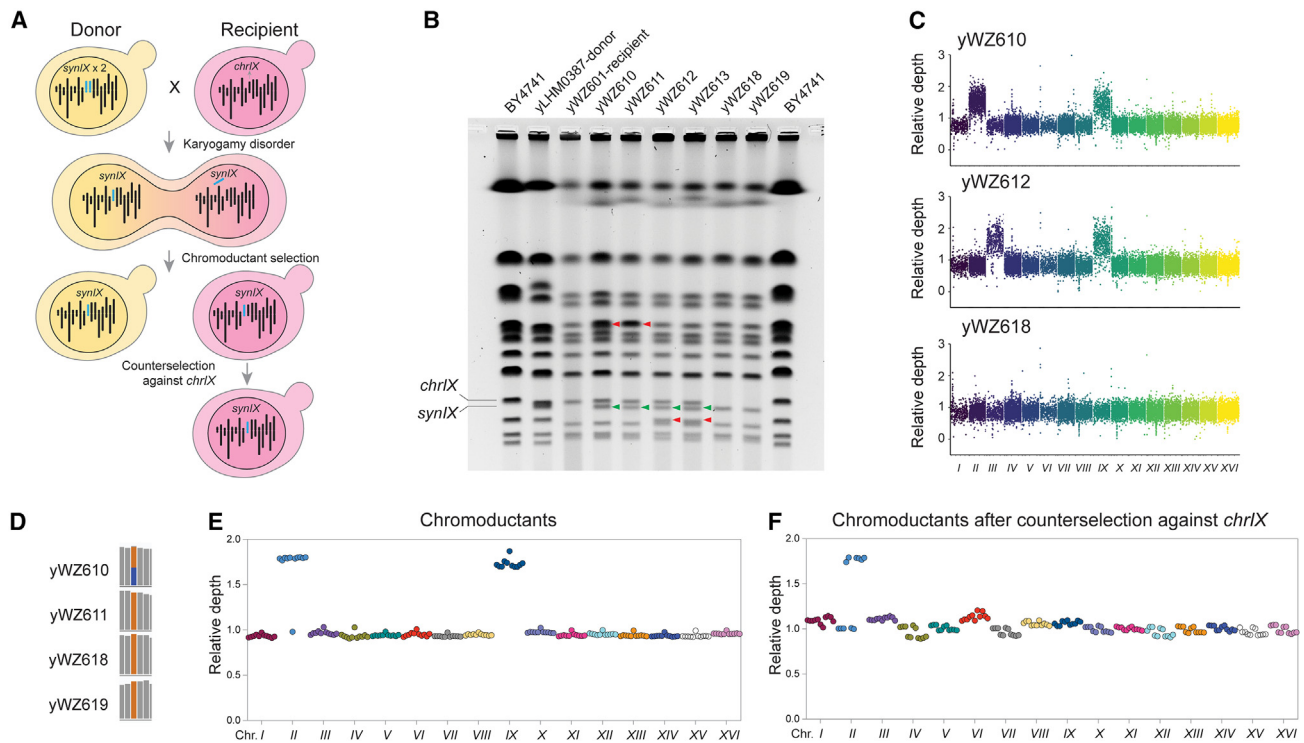 A
Donor
Recipient
synIX x 2
chrIX
X
Karyogamy disorder
synIX
synIX
Chromoductant selection
synIX
synIX
Counterselection
against chrIX
synIX
B
BY4741
yLHM0387-donor
yWZ601-recipient
yWZ610
yWZ611
yWZ612
yWZ613
yWZ618
yWZ619
BY4741
chrIX
synIX
C
yWZ610
Relative depth
3
2
1
0
yWZ612
Relative depth
3
2
1
0
yWZ618
Relative depth
3
2
1
0
I II III IV V VI VII VIII IX X XI XII XIII XIV XV XVI
D
yWZ610
yWZ611
yWZ618
yWZ619
E
Chromoductants
Relative depth
2.0
1.5
1.0
0.5
0.0
Chr. I II III IV V VI VII VIII IX X XI XII XIII XIV XV XVI
F
Chromoductants after counterselection against chrIX
Relative depth
2.0
1.5
1.0
0.5
0.0
Chr. I II III IV V VI VII VIII IX X XI XII XIII XIV XV XVI